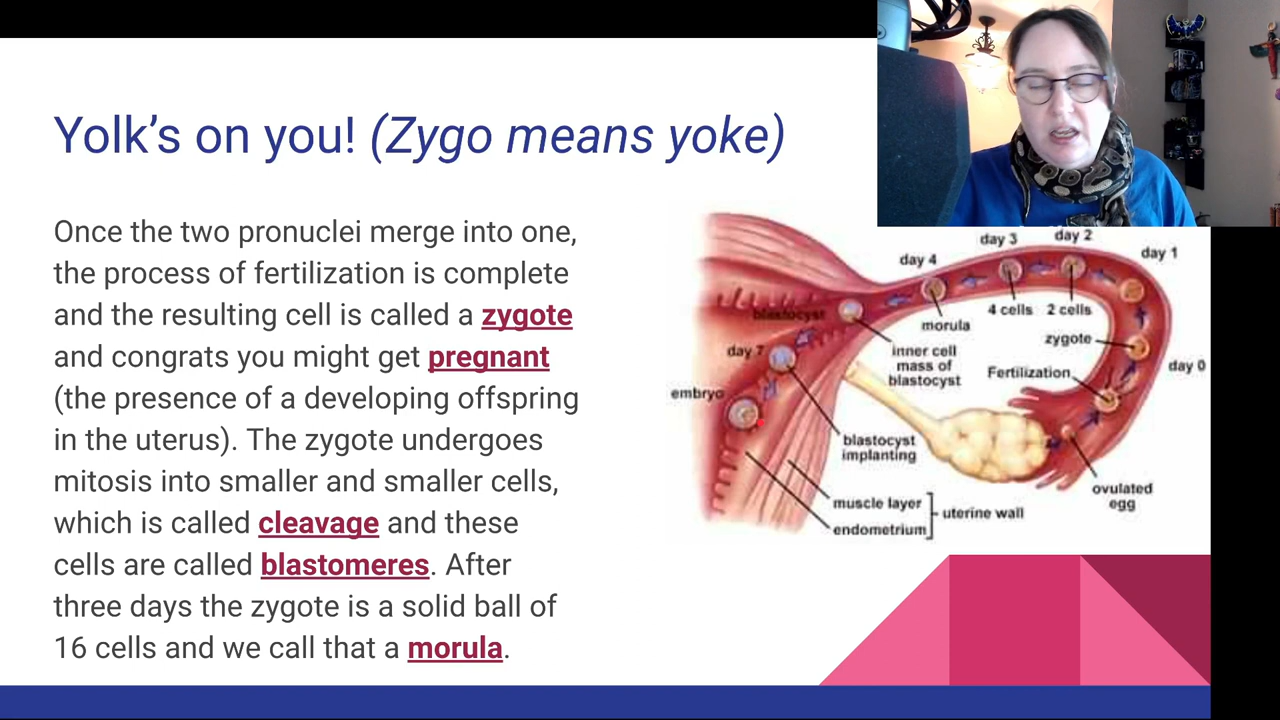 Yolk's on you! (Zygo means yoke)
Once the two pronuclei merge into one,
the process of fertilization is complete
and the resulting cell is called a zygote
and congrats you might get pregnant
(the presence of a developing offspring
in the uterus). The zygote undergoes
mitosis into smaller and smaller cells,
which is called cleavage and these
cells are called blastomeres. After
three days the zygote is a solid ball of
16 cells and we call that a morula.
day 4
day 3
day 2
day 1
blastocyst
morula
4 cells
2 cells
zygote
day 7
inner cell
mass of
blastocyst
Fertilization
day 0
embryo
blastocyst
implanting
ovulated
egg
muscle layer
endometrium
uterine wall